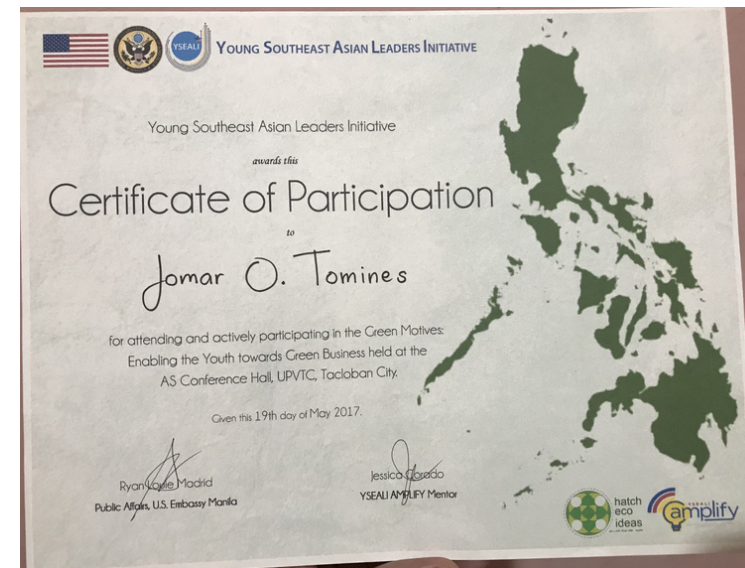 YSEALI
YOUNG SOUTHEAST ASIAN LEADERS INITIATIVE
Young Southeast Asian Leaders Initiative
awards this
Certificate of Participation
to
Jomar O. Tomines
for attending and actively participating in the Green Motives:
Enabling the Youth towards Green Business held at the
AS Conference Hall, UPVTC, Tacloban City.
Given this 19th day of May 2017.
Ryan Louie Madrid
Public Affairs, U.S. Embassy Manila
Jessica
YSEALI AMPLIFY Mentor
hatch
eco
ideas
YSEALI
amplify